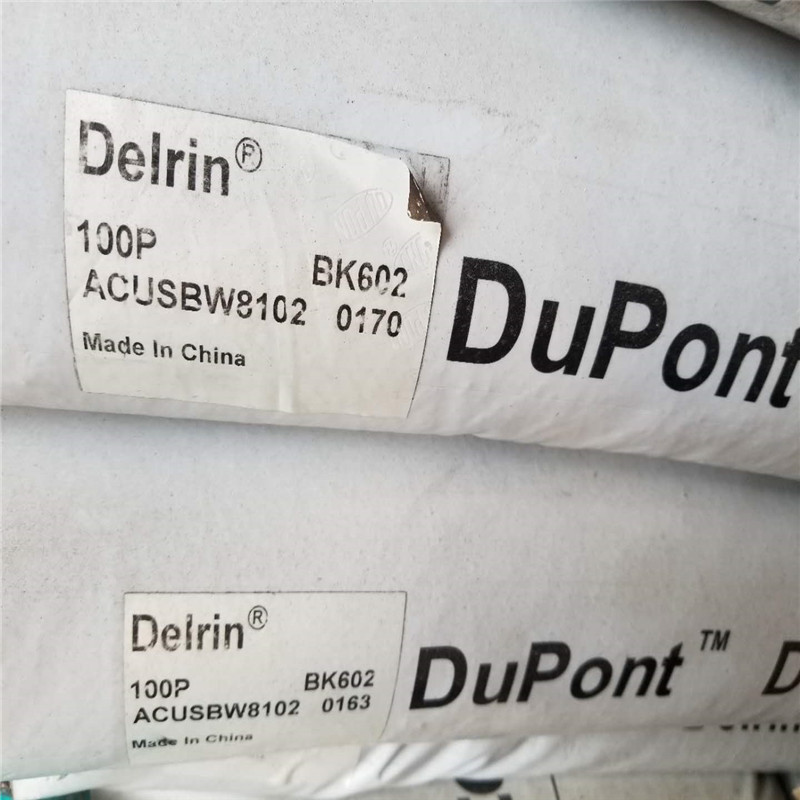 Delrin®
100P BK602
ACUSBW8102 0170
Made In China
DuPont
Delrin®
100P BK602
ACUSBW8102 0163
Made In China
DuPont™